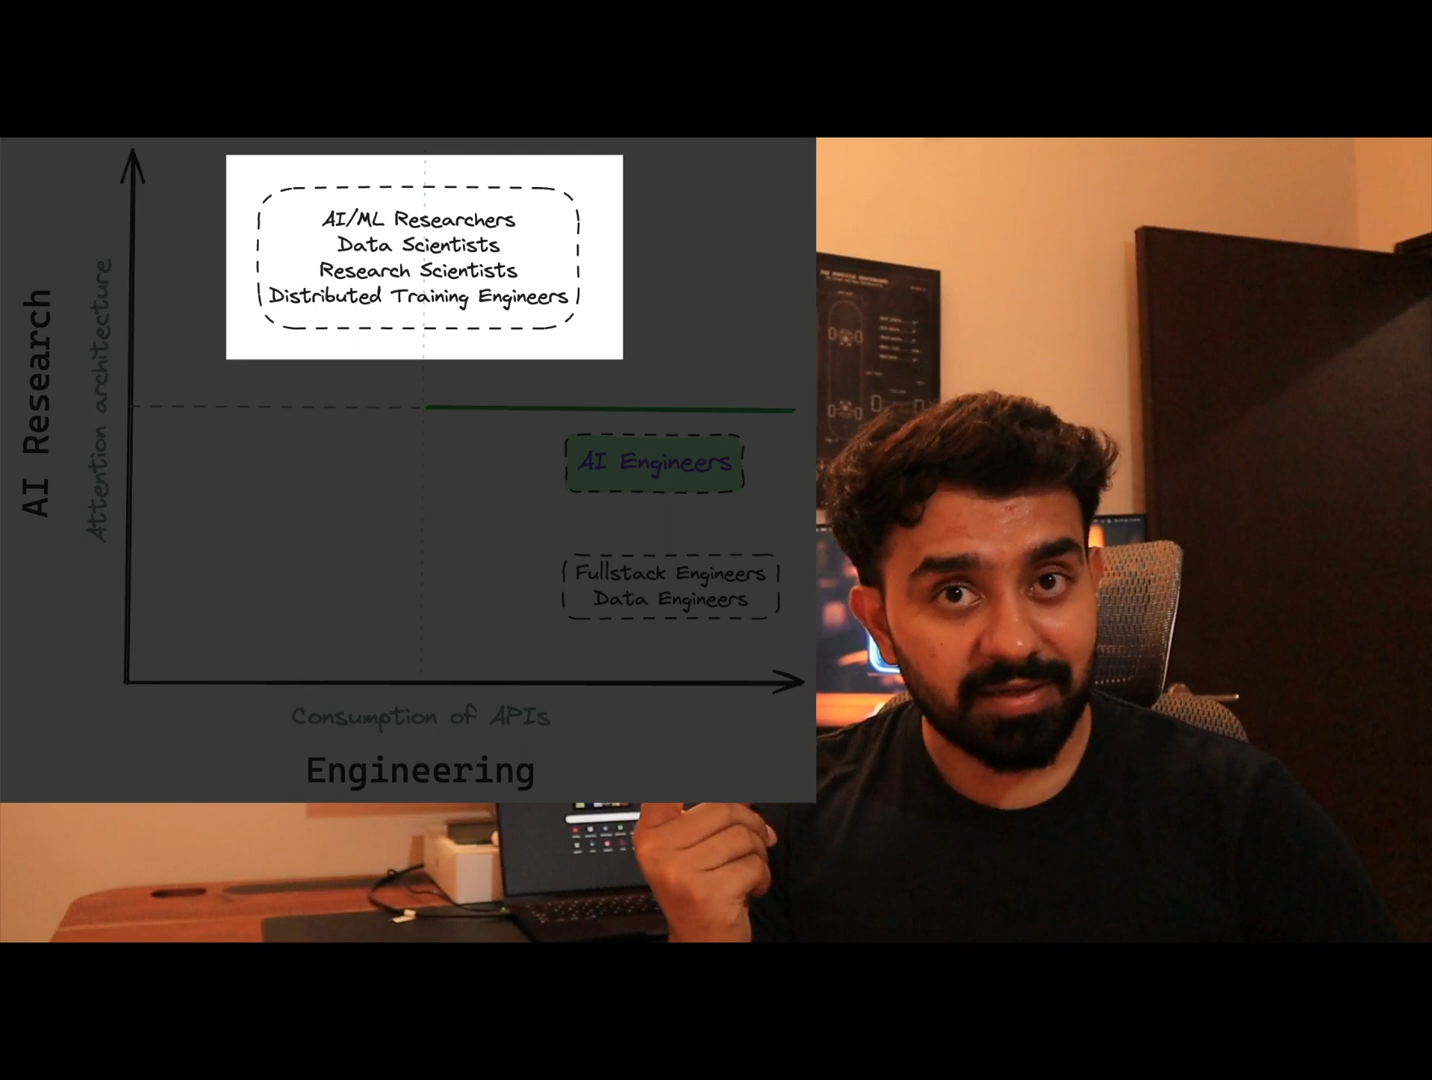 AI/ML Researchers
Data Scientists
Research Scientists
Distributed Training Engineers
AI Research
Attention architecture
AI Engineers
Fullstack Engineers
Data Engineers
Consumption of APIs
Engineering